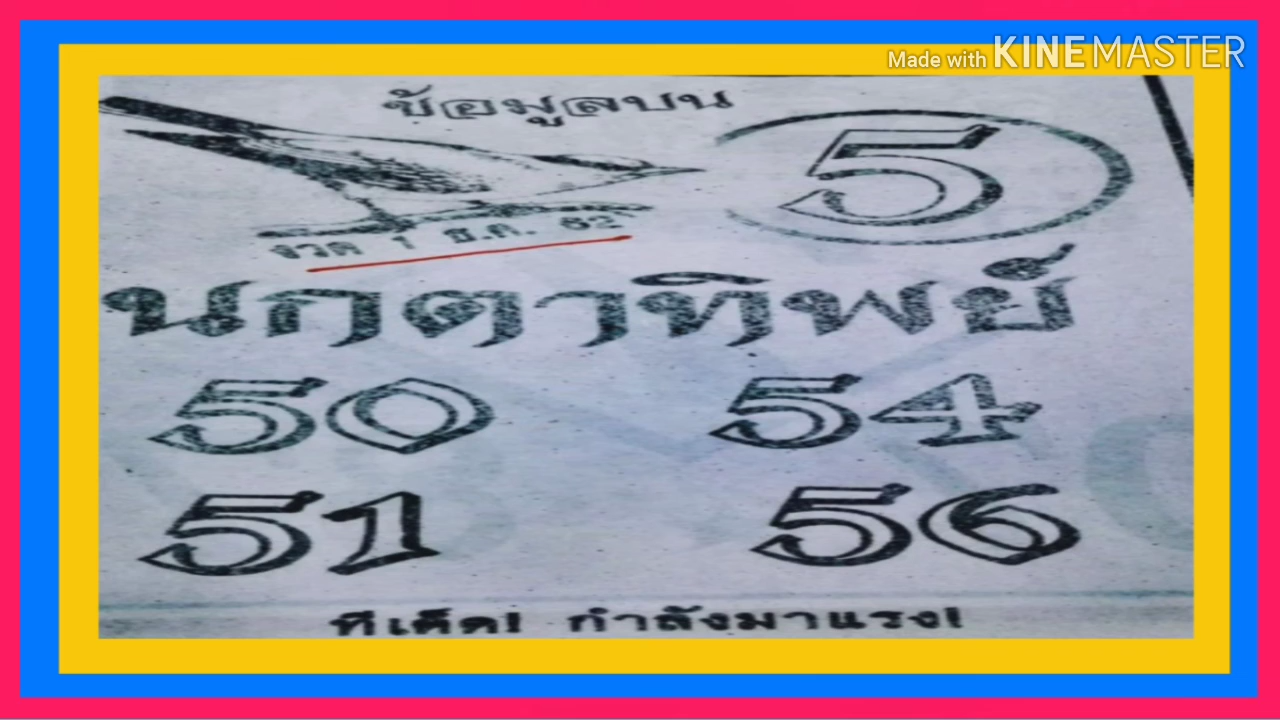 Made with KINEMASTER
ข้อมูลบน
5
งวด 1 ธ.ค. 62
นกตาทิพย์
50 54
51 56
ทีเด็ด! กำลังมาแรง!